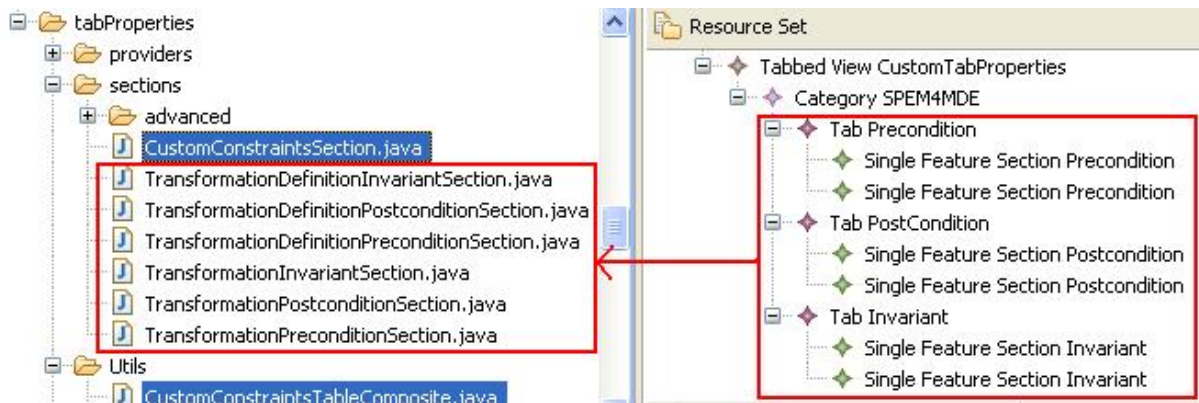 tabProperties
providers
sections
advanced
CustomConstraintsSection.java
TransformationDefinitionInvariantSection.java
TransformationDefinitionPostconditionSection.java
TransformationDefinitionPreconditionSection.java
TransformationInvariantSection.java
TransformationPostconditionSection.java
TransformationPreconditionSection.java
Utils
CustomConstraintsTableComposite.java
Resource Set
Tabbed View CustomTabProperties
Category SPEM4MDE
Tab Precondition
Single Feature Section Precondition
Single Feature Section Precondition
Tab PostCondition
Single Feature Section Postcondition
Single Feature Section Postcondition
Tab Invariant
Single Feature Section Invariant
Single Feature Section Invariant